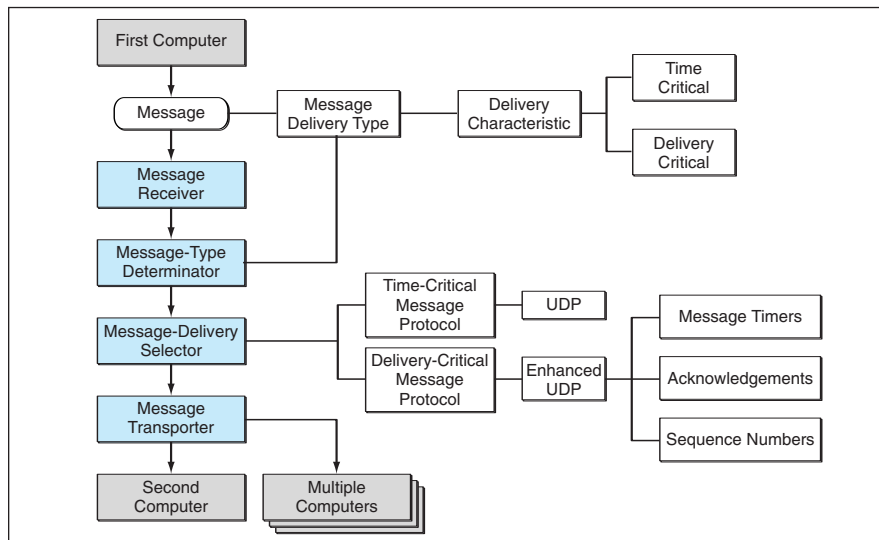 First Computer
Message
Message
Delivery Type
Delivery
Characteristic
Time
Critical
Delivery
Critical
Message
Receiver
Message-Type
Determinator
Message-Delivery
Selector
Time-Critical
Message
Protocol
UDP
Delivery-Critical
Message
Protocol
Enhanced
UDP
Message Timers
Acknowledgements
Sequence Numbers
Message
Transporter
Second
Computer
Multiple
Computers